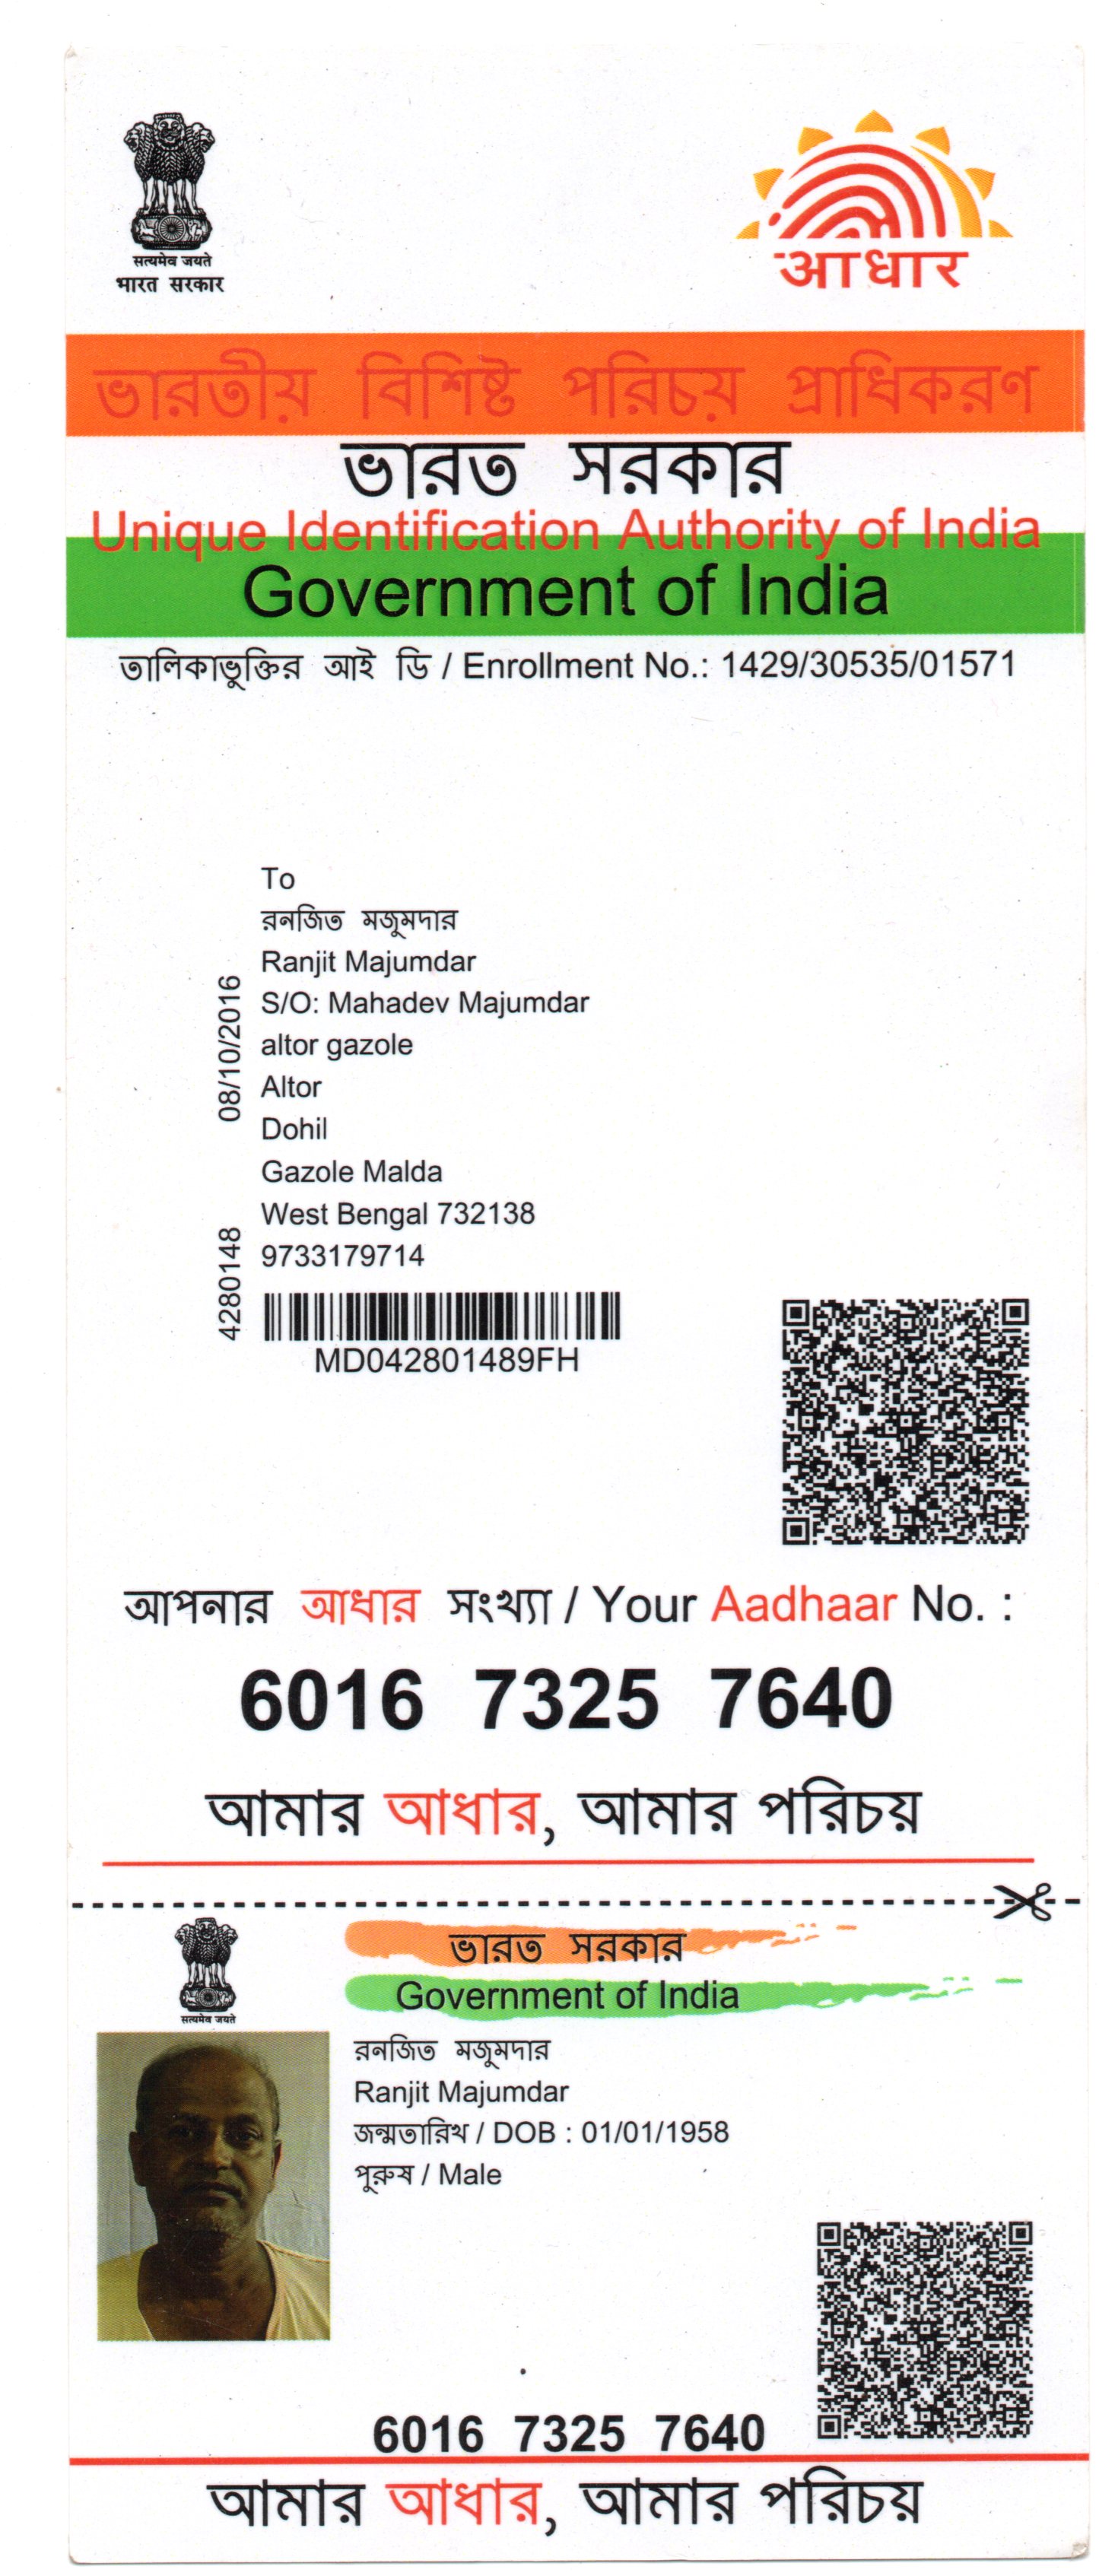 सत्यमेव जयते
भारत सरकार
आधार
ভারতীয় বিশিষ্ট পরিচয় প্রাধিকরণ
ভারত সরকার
Unique Identification Authority of India
Government of India
তালিকাভুক্তির আই ডি / Enrollment No.: 1429/30535/01571
To
রনজিত মজুমদার
Ranjit Majumdar
S/O: Mahadev Majumdar
altor gazole
Altor
Dohil
Gazole Malda
West Bengal 732138
9733179714
08/10/2016
4280148
MD042801489FH
আপনার আধার সংখ্যা / Your Aadhaar No. :
6016 7325 7640
আমার আধার, আমার পরিচয়
सत्यमेव जयते
ভারত সরকার
Government of India
রনজিত মজুমদার
Ranjit Majumdar
জন্মতারিখ / DOB : 01/01/1958
পুরুষ / Male
6016 7325 7640
আমার আধার, আমার পরিচয়